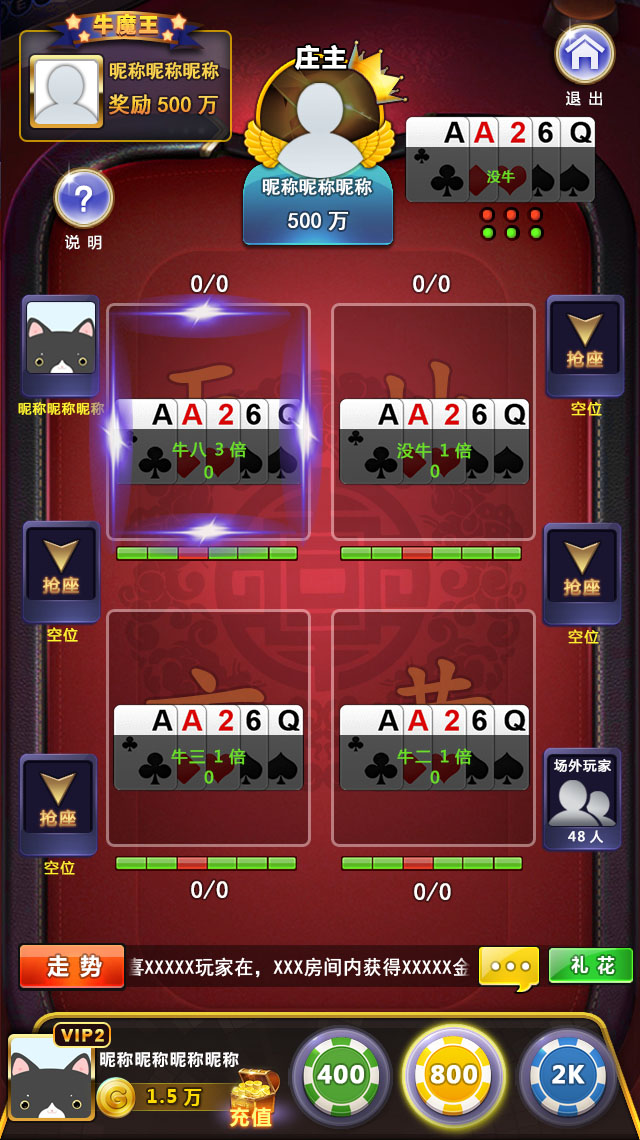 牛魔王
昵称昵称昵称
奖励 500 万
庄主
昵称昵称昵称
500 万
A A 2 6 Q
没牛
退 出
?
说 明
0/0
0/0
昵称昵称昵称
A A 2 6 Q
牛八 3 倍
0
A A 2 6 Q
没牛 1 倍
0
抢座
空位
抢座
空位
抢座
空位
A A 2 6 Q
牛三 1 倍
0
A A 2 6 Q
牛二 1 倍
0
抢座
空位
场外玩家
48 人
0/0
0/0
走 势
喜XXXXX玩家在，XXX房间内获得XXXXX金
礼 花
VIP2
昵称昵称昵称昵称
G
1.5 万
充值
400
800
2K